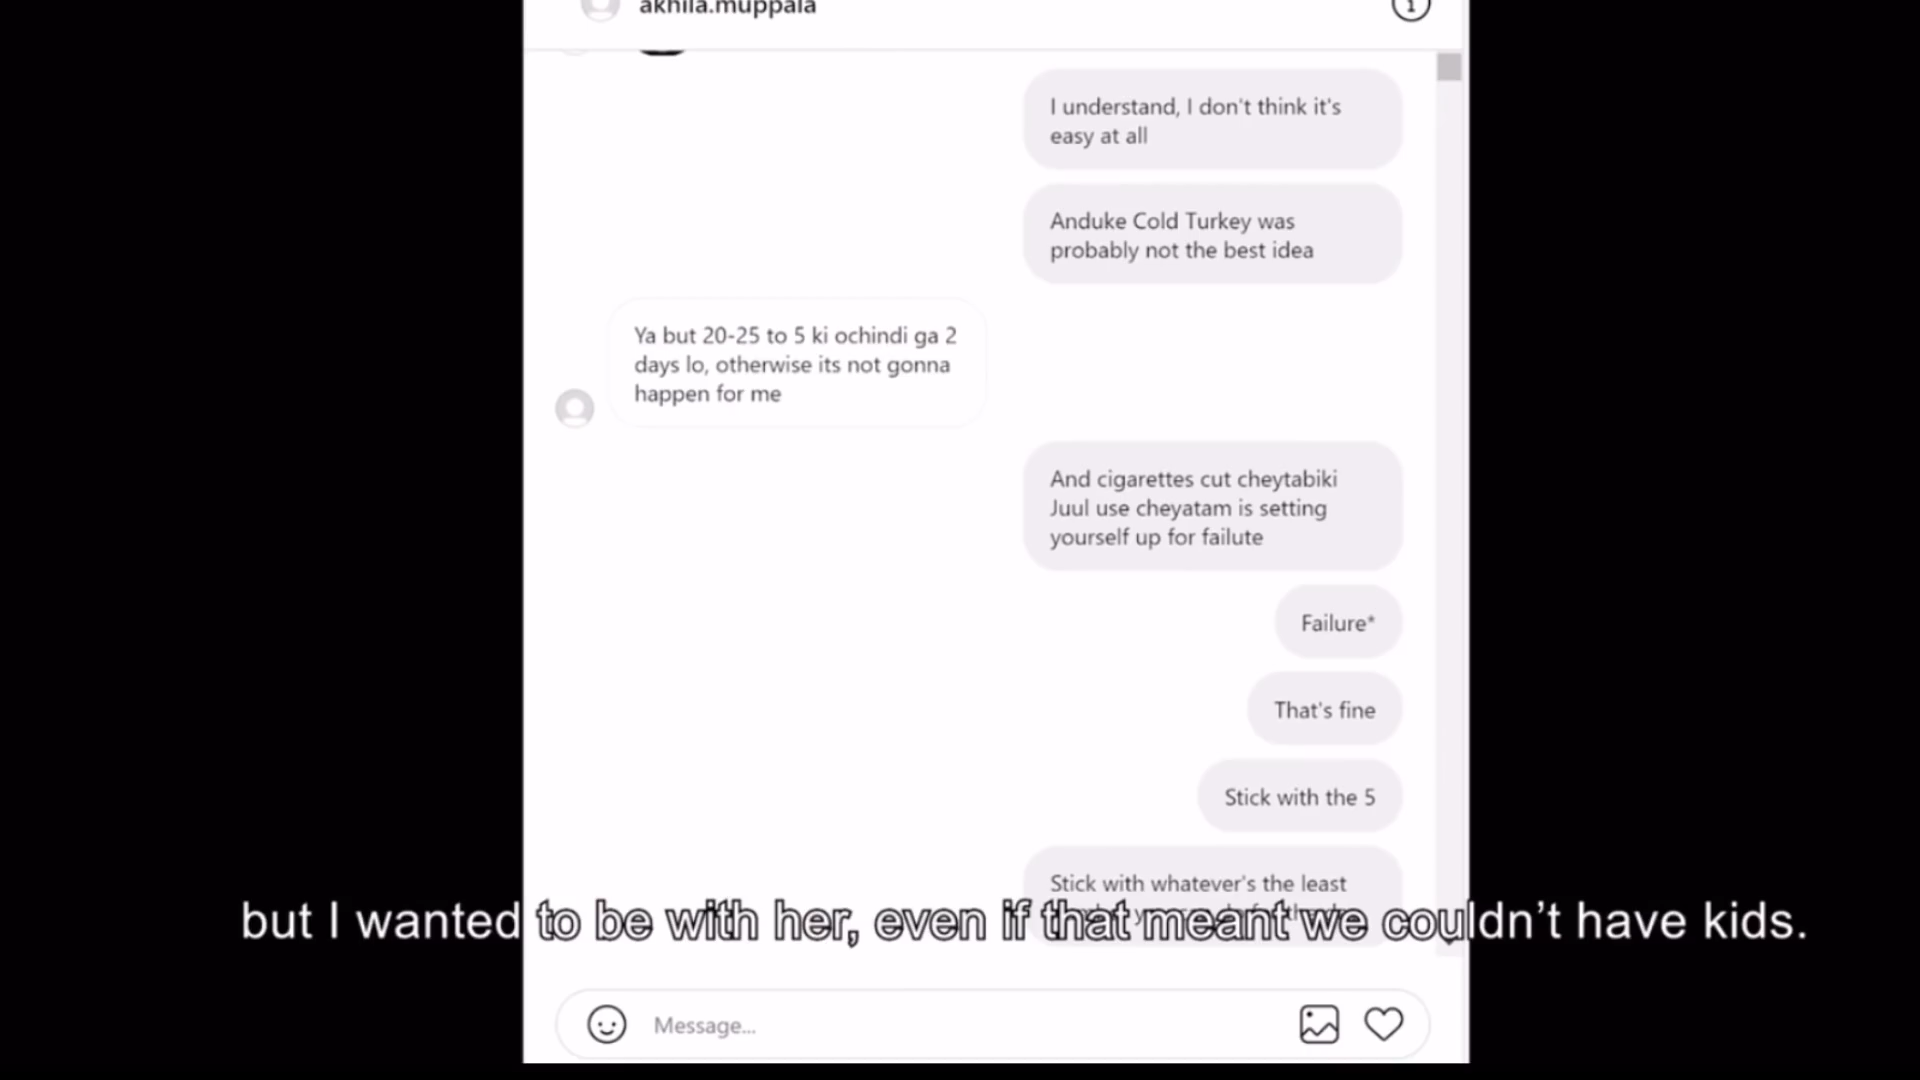 akhila.muppala
I understand, I don't think it's
easy at all
Anduke Cold Turkey was
probably not the best idea
Ya but 20-25 to 5 ki ochindi ga 2
days lo, otherwise its not gonna
happen for me
And cigarettes cut cheytabiki
Juul use cheyatam is setting
yourself up for failute
Failure*
That's fine
Stick with the 5
Stick with whatever's the least
but I wanted to be with her, even if that meant we couldn't have kids.
Message...